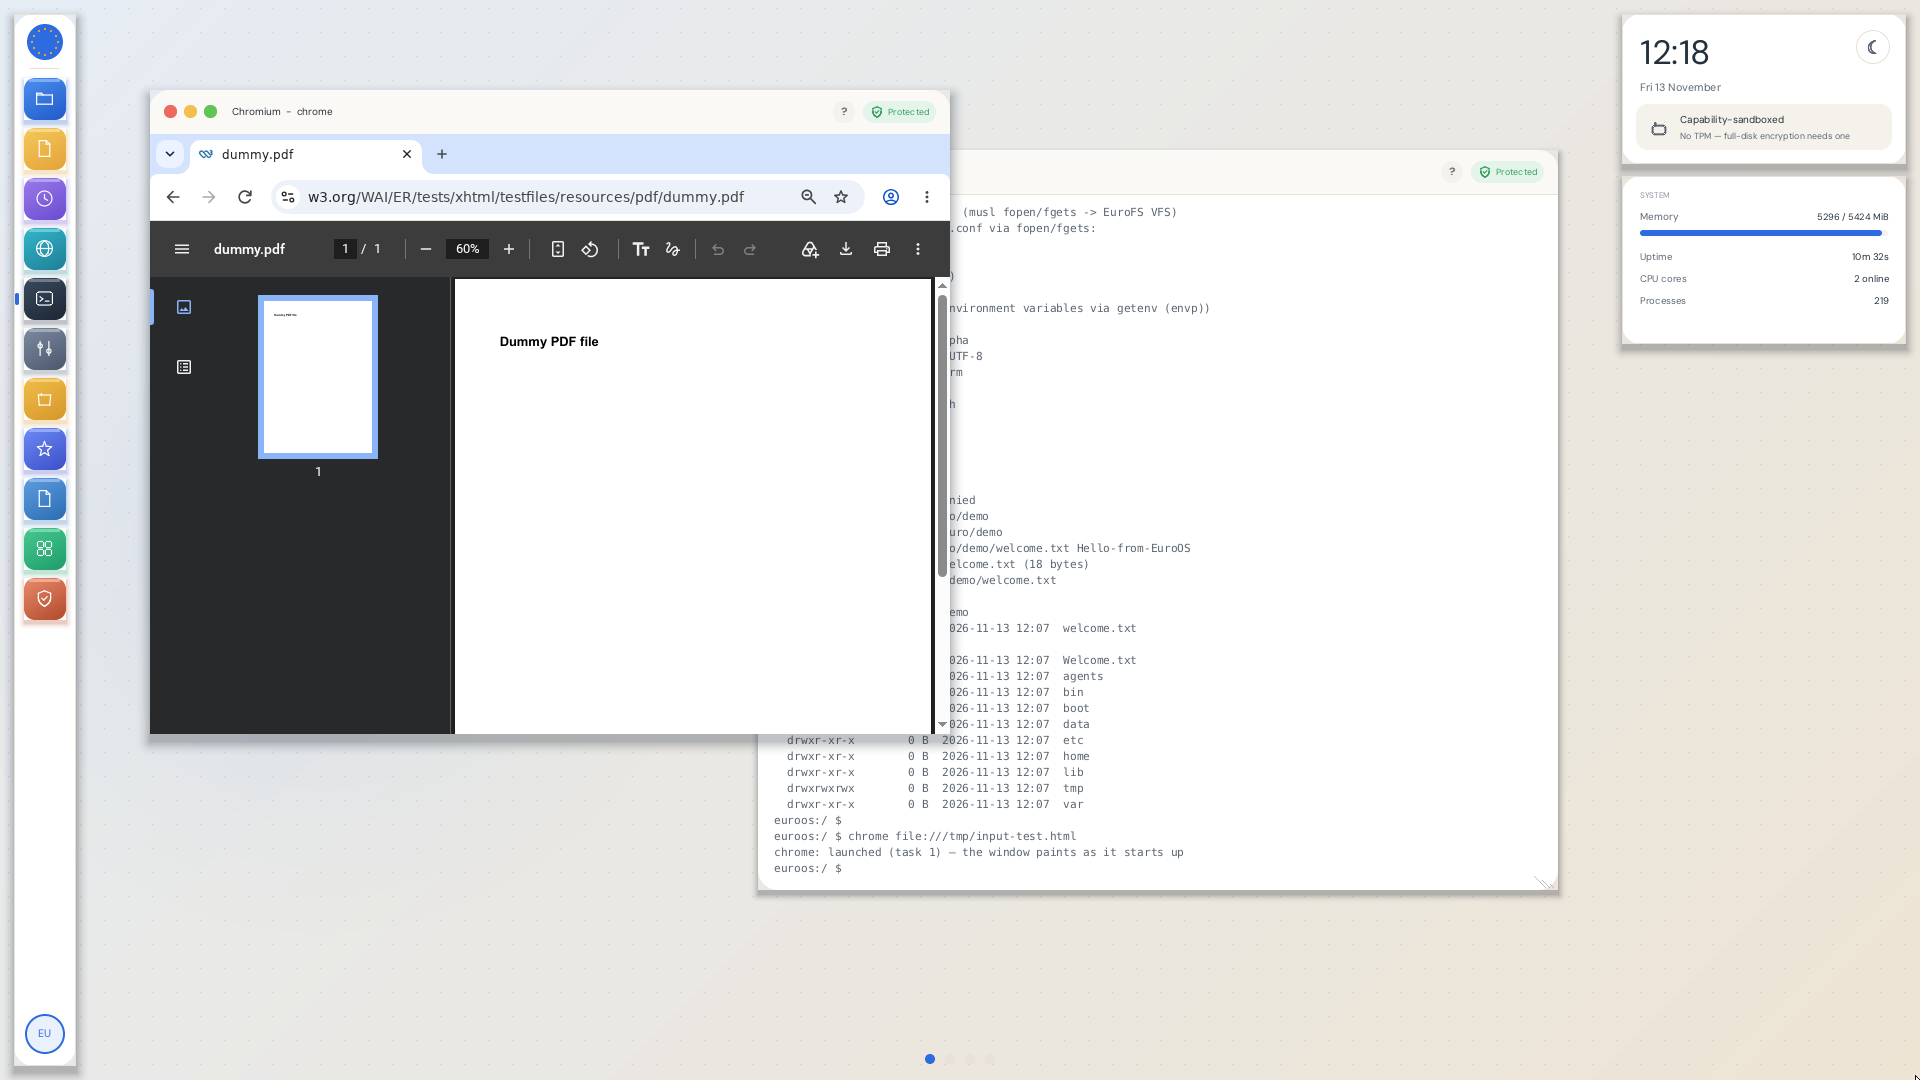 12:18
Fri 13 November
Capability-sandboxed
No TPM — full-disk encryption needs one
SYSTEM
Memory 5296 / 5424 MiB
Uptime 10m 32s
CPU cores 2 online
Processes 219
Chromium - chrome ? Protected
dummy.pdf
w3.org/WAI/ER/tests/xhtml/testfiles/resources/pdf/dummy.pdf
dummy.pdf 1 / 1 60%
Dummy PDF file
1
? Protected
(musl fopen/fgets -> EuroFS VFS)
.conf via fopen/fgets:
)
nvironment variables via getenv (envp))
pha
UTF-8
rm
h
nied
o/demo
uro/demo
o/demo/welcome.txt Hello-from-EuroOS
elcome.txt (18 bytes)
demo/welcome.txt
emo
026-11-13 12:07 welcome.txt
026-11-13 12:07 Welcome.txt
026-11-13 12:07 agents
026-11-13 12:07 bin
026-11-13 12:07 boot
026-11-13 12:07 data
drwxr-xr-x 0 B 2026-11-13 12:07 etc
drwxr-xr-x 0 B 2026-11-13 12:07 home
drwxr-xr-x 0 B 2026-11-13 12:07 lib
drwxrwxrwx 0 B 2026-11-13 12:07 tmp
drwxr-xr-x 0 B 2026-11-13 12:07 var
euroos:/ $
euroos:/ $ chrome file:///tmp/input-test.html
chrome: launched (task 1) — the window paints as it starts up
euroos:/ $
EU